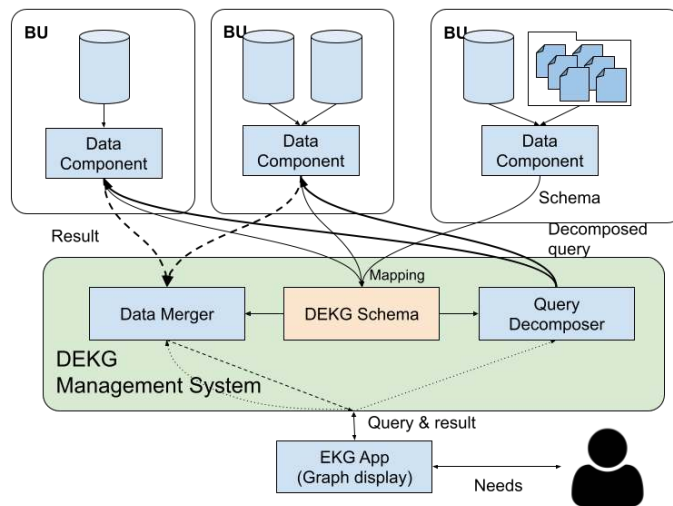 BU
BU
BU
Data
Component
Data
Component
Data
Component
Schema
Result
Decomposed
query
Mapping
Data Merger
DEKG Schema
Query
Decomposer
DEKG
Management System
Query & result
EKG App
(Graph display)
Needs